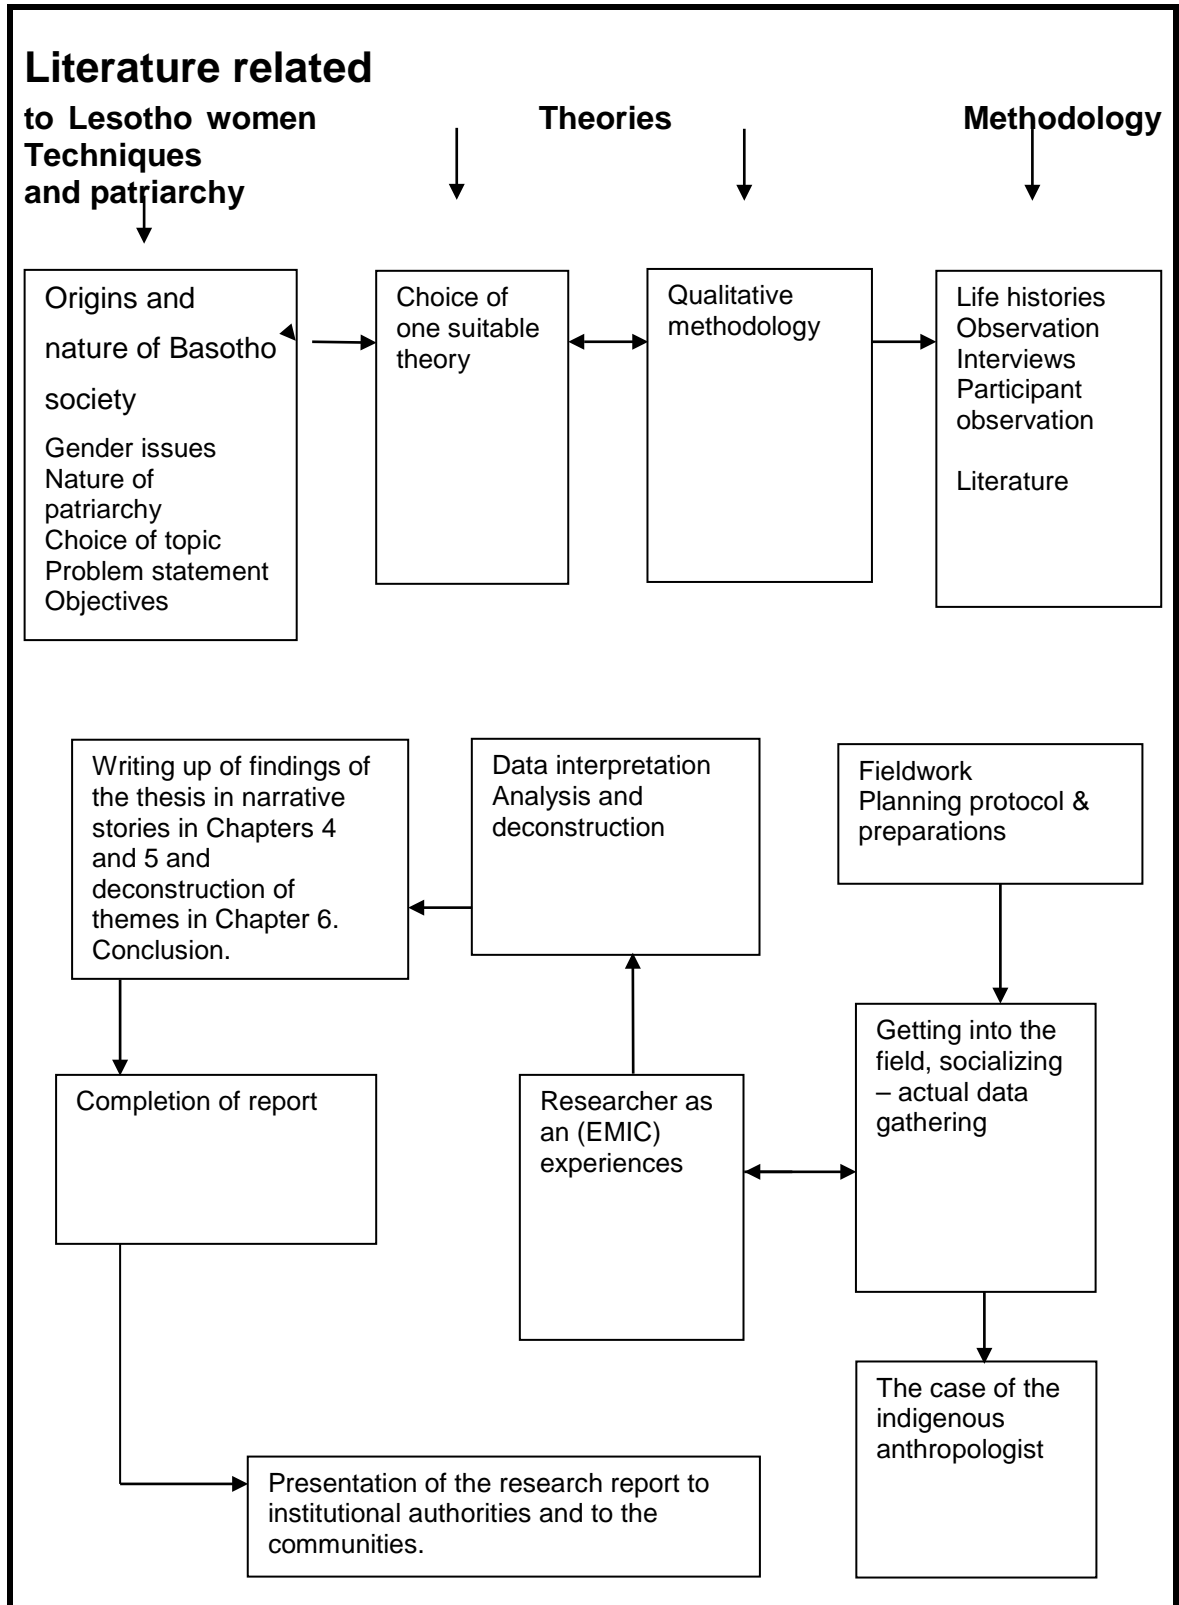 Literature related
to Lesotho women Theories Methodology
Techniques
and patriarchy
Origins and
nature of Basotho
society
Gender issues
Nature of
patriarchy
Choice of topic
Problem statement
Objectives
Choice of
one suitable
theory
Qualitative
methodology
Life histories
Observation
Interviews
Participant
observation
Literature
Writing up of findings of
the thesis in narrative
stories in Chapters 4
and 5 and
deconstruction of
themes in Chapter 6.
Conclusion.
Data interpretation
Analysis and
deconstruction
Fieldwork
Planning protocol &
preparations
Completion of report
Researcher as
an (EMIC)
experiences
Getting into the
field, socializing
– actual data
gathering
The case of the
indigenous
anthropologist
Presentation of the research report to
institutional authorities and to the
communities.